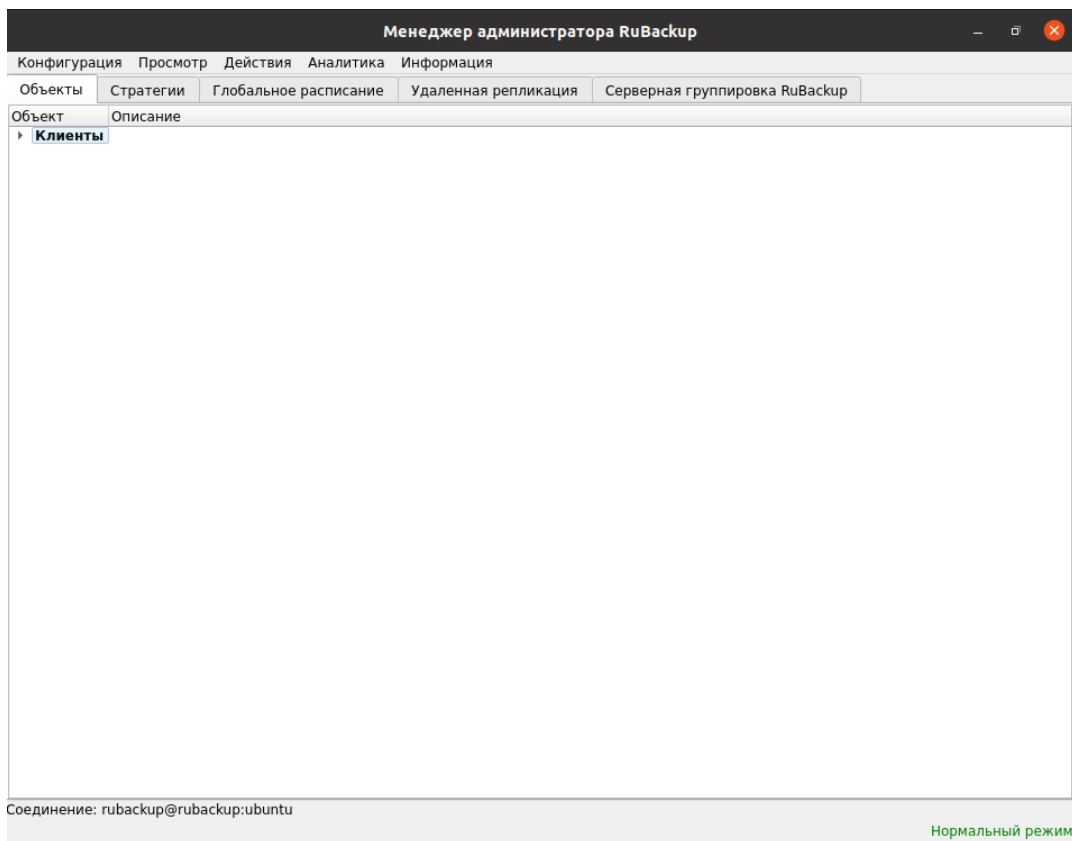 Менеджер администратора RuBackup
Конфигурация Просмотр Действия Аналитика Информация
Объекты Стратегии Глобальное расписание Удаленная репликация Серверная группировка RuBackup
Объект Описание
Клиенты
Соединение: rubackup@rubackup:ubuntu
Нормальный режим